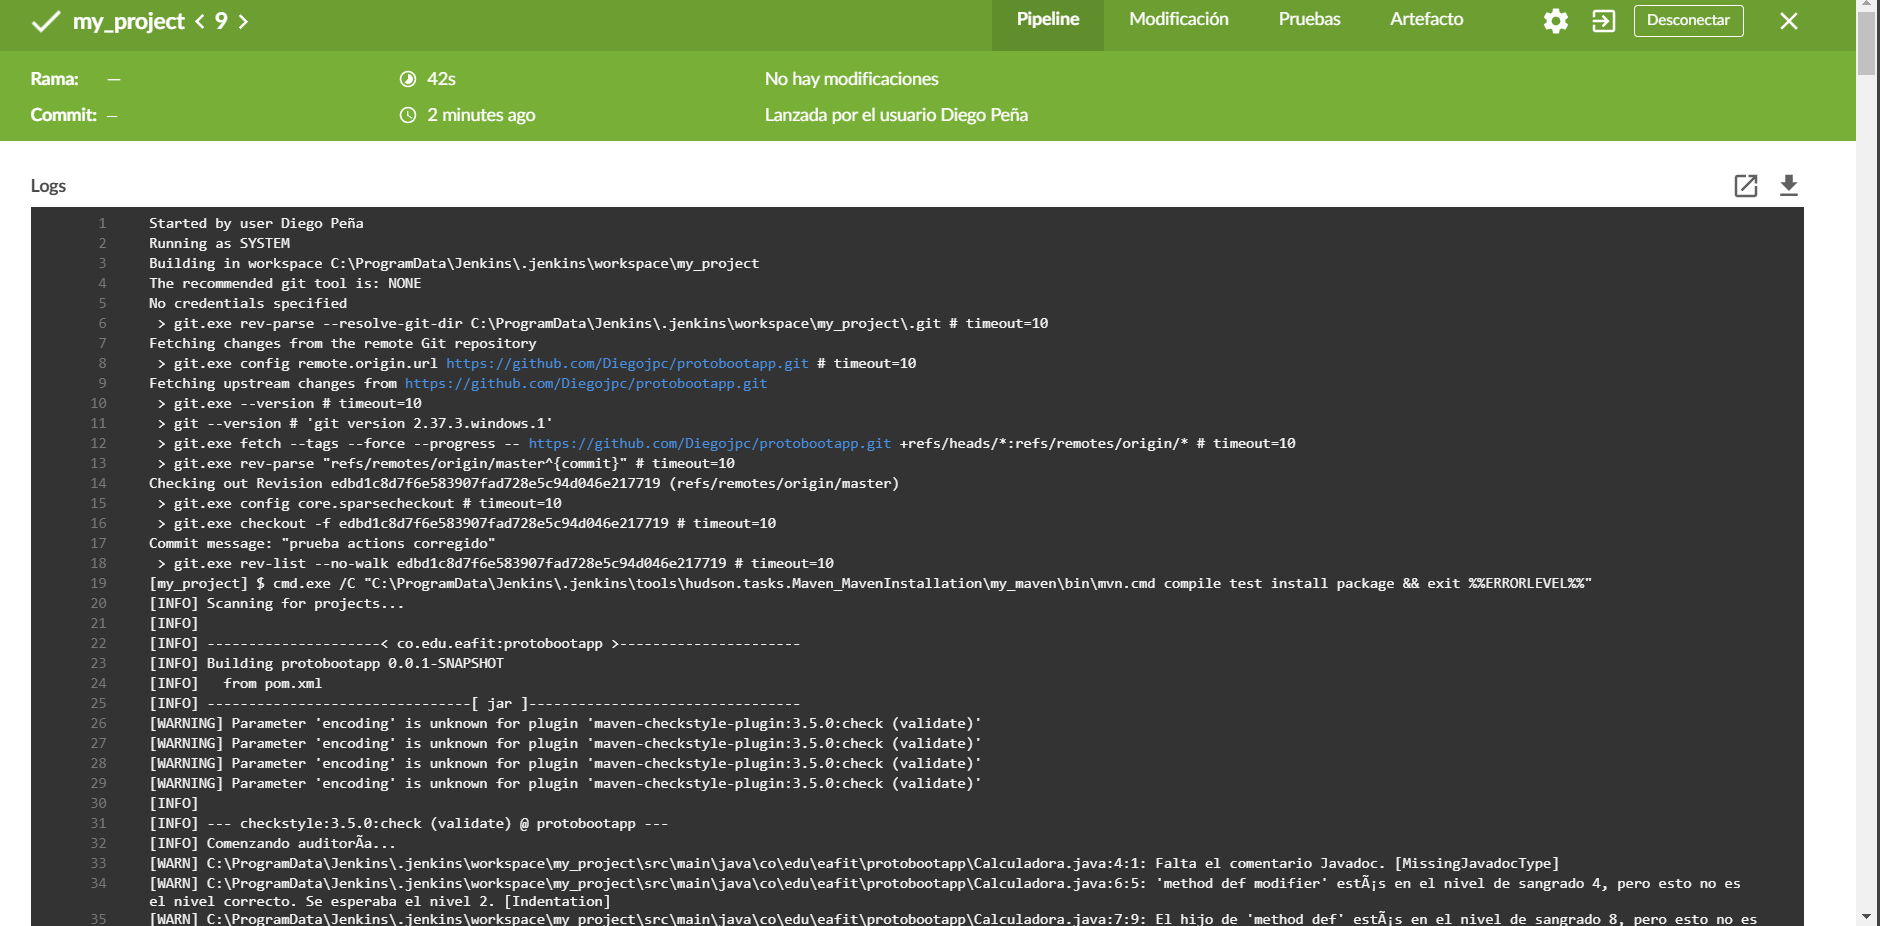 my_project < 9 >
Pipeline
Modificación
Pruebas
Artefacto
Desconectar
Rama: —
42s
No hay modificaciones
Commit: —
2 minutes ago
Lanzada por el usuario Diego Peña
Logs
1 Started by user Diego Peña
2 Running as SYSTEM
3 Building in workspace C:\ProgramData\Jenkins\.jenkins\workspace\my_project
4 The recommended git tool is: NONE
5 No credentials specified
6 > git.exe rev-parse --resolve-git-dir C:\ProgramData\Jenkins\.jenkins\workspace\my_project\.git # timeout=10
7 Fetching changes from the remote Git repository
8 > git.exe config remote.origin.url https://github.com/Diegojpc/protobootapp.git # timeout=10
9 Fetching upstream changes from https://github.com/Diegojpc/protobootapp.git
10 > git.exe --version # timeout=10
11 > git --version # 'git version 2.37.3.windows.1'
12 > git.exe fetch --tags --force --progress -- https://github.com/Diegojpc/protobootapp.git +refs/heads/*:refs/remotes/origin/* # timeout=10
13 > git.exe rev-parse "refs/remotes/origin/master^{commit}" # timeout=10
14 Checking out Revision edbd1c8d7f6e583907fad728e5c94d046e217719 (refs/remotes/origin/master)
15 > git.exe config core.sparsecheckout # timeout=10
16 > git.exe checkout -f edbd1c8d7f6e583907fad728e5c94d046e217719 # timeout=10
17 Commit message: "prueba actions corregido"
18 > git.exe rev-list --no-walk edbd1c8d7f6e583907fad728e5c94d046e217719 # timeout=10
19 [my_project] $ cmd.exe /C "C:\ProgramData\Jenkins\.jenkins\tools\hudson.tasks.Maven_MavenInstallation\my_maven\bin\mvn.cmd compile test install package && exit %%ERRORLEVEL%%"
20 [INFO] Scanning for projects...
21 [INFO]
22 [INFO] ---------------------< co.edu.eafit:protobootapp >----------------------
23 [INFO] Building protobootapp 0.0.1-SNAPSHOT
24 [INFO]   from pom.xml
25 [INFO] --------------------------------[ jar ]---------------------------------
26 [WARNING] Parameter 'encoding' is unknown for plugin 'maven-checkstyle-plugin:3.5.0:check (validate)'
27 [WARNING] Parameter 'encoding' is unknown for plugin 'maven-checkstyle-plugin:3.5.0:check (validate)'
28 [WARNING] Parameter 'encoding' is unknown for plugin 'maven-checkstyle-plugin:3.5.0:check (validate)'
29 [WARNING] Parameter 'encoding' is unknown for plugin 'maven-checkstyle-plugin:3.5.0:check (validate)'
30 [INFO]
31 [INFO] --- checkstyle:3.5.0:check (validate) @ protobootapp ---
32 [INFO] Comenzando auditorÃa...
33 [WARN] C:\ProgramData\Jenkins\.jenkins\workspace\my_project\src\main\java\co\edu\eafit\protobootapp\Calculadora.java:4:1: Falta el comentario Javadoc. [MissingJavadocType]
34 [WARN] C:\ProgramData\Jenkins\.jenkins\workspace\my_project\src\main\java\co\edu\eafit\protobootapp\Calculadora.java:6:5: 'method def modifier' estÃ¡s en el nivel de sangrado 4, pero esto no es
el nivel correcto. Se esperaba el nivel 2. [Indentation]
35 [WARN] C:\ProgramData\Jenkins\.jenkins\workspace\my_project\src\main\java\co\edu\eafit\protobootapp\Calculadora.java:7:9: El hijo de 'method def' estÃ¡s en el nivel de sangrado 8, pero esto no es